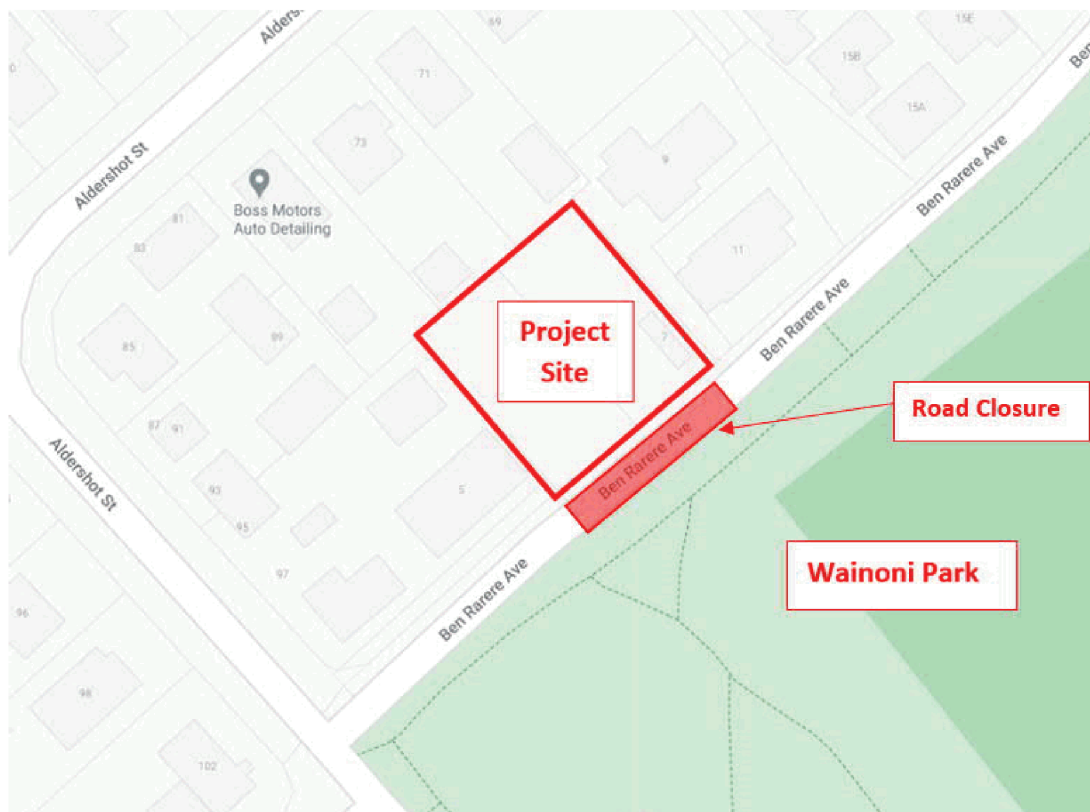 Aldershot
69
15E
Ben
71
15B
15A
73
9
Aldershot St
Boss Motors
Auto Detailing
Ben Rarere Ave
81
83
11
Project
Site
7
Ben Rarere Ave
85
89
Road Closure
87
91
Ben Rarere Ave
Aldershot St
93
5
95
97
Wainoni Park
Ben Rarere Ave
96
98
102